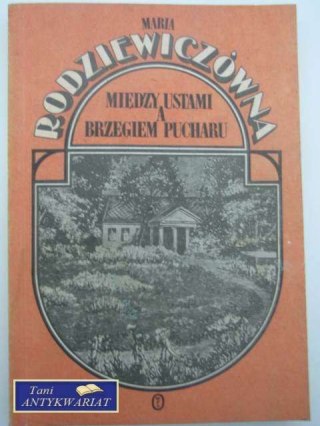 MARIA
RODZIEWICZÓWNA
MIĘDZY USTAMI
A
BRZEGIEM PUCHARU
Tani
ANTYKWARIAT